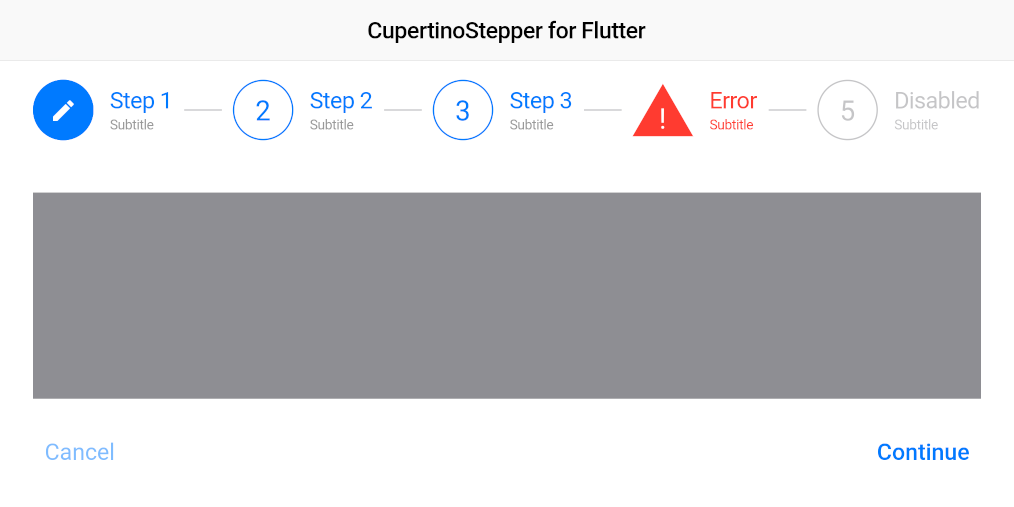 CupertinoStepper for Flutter
Step 1
Subtitle
2
Step 2
Subtitle
3
Step 3
Subtitle
!
Error
Subtitle
5
Disabled
Subtitle
Cancel
Continue